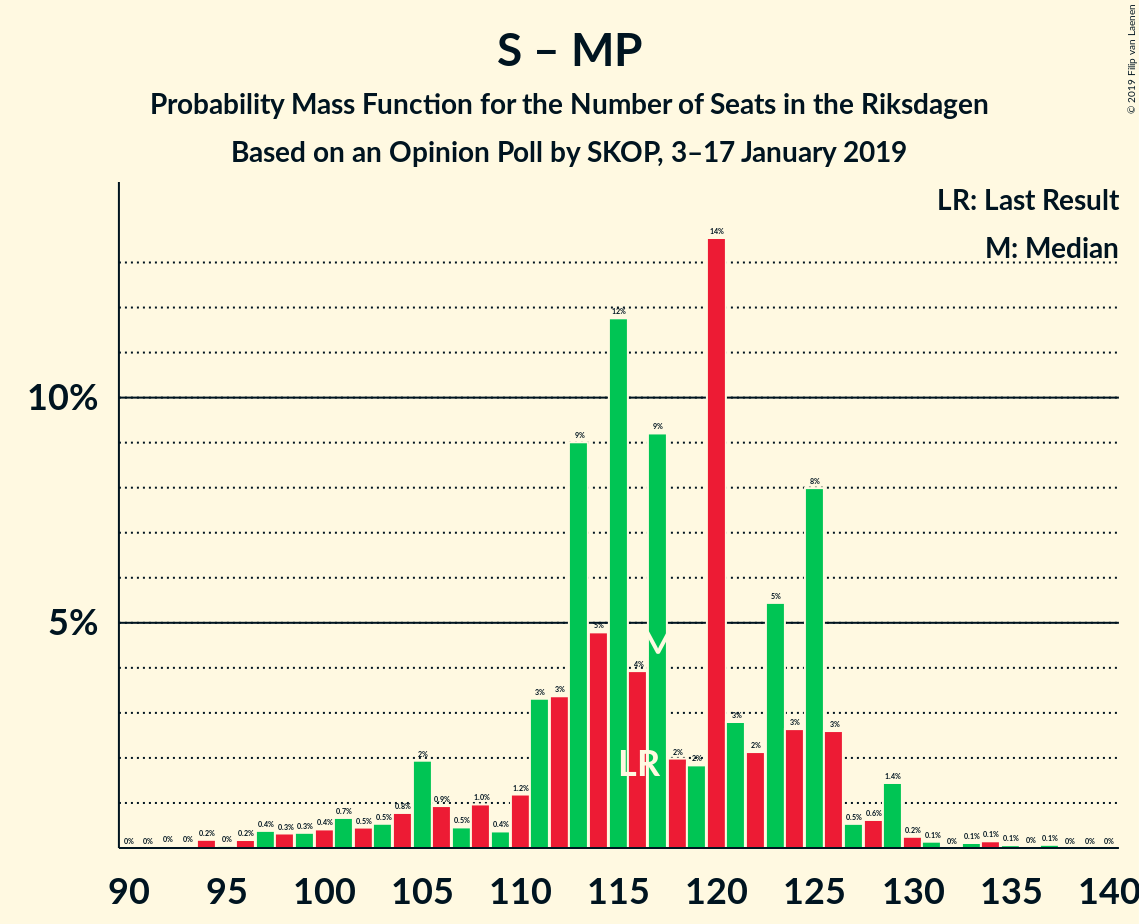 S – MP
Probability Mass Function for the Number of Seats in the Riksdagen
Based on an Opinion Poll by SKOP, 3–17 January 2019
© 2019 Filip van Laenen
LR: Last Result
M: Median
10%
5%
0% 0% 0% 0% 0.2% 0% 0.2% 0.4% 0.3% 0.3% 0.4% 0.7% 0.5% 0.5% 0.8% 2% 0.9% 0.5% 1.0% 0.4% 1.2% 3% 3% 9% 5% 12% 4% 9% 2% 2% 14% 3% 2% 5% 3% 8% 3% 0.5% 0.6% 1.4% 0.2% 0.1% 0% 0.1% 0.1% 0.1% 0% 0.1% 0% 0% 0%
M
LR
90 95 100 105 110 115 120 125 130 135 140